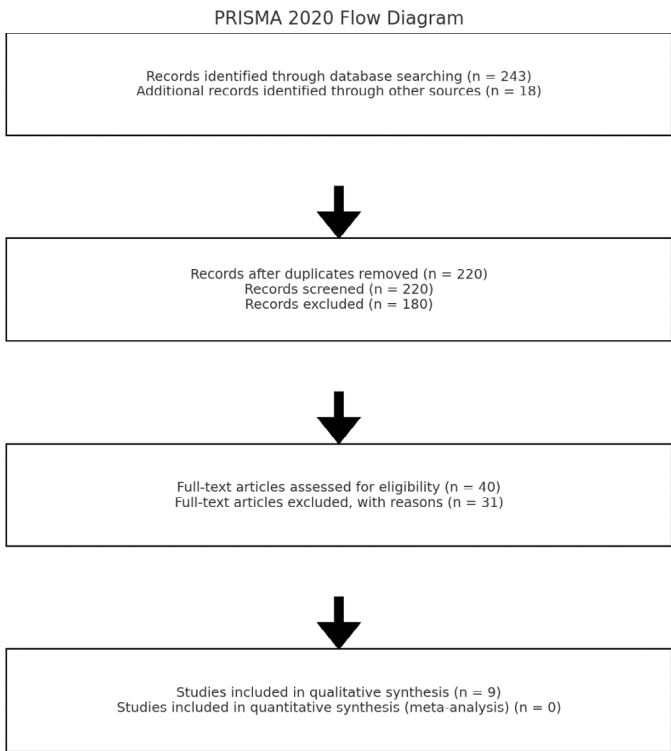 PRISMA 2020 Flow Diagram
Records identified through database searching (n = 243)
Additional records identified through other sources (n = 18)
Records after duplicates removed (n = 220)
Records screened (n = 220)
Records excluded (n = 180)
Full-text articles assessed for eligibility (n = 40)
Full-text articles excluded, with reasons (n = 31)
Studies included in qualitative synthesis (n = 9)
Studies included in quantitative synthesis (meta-analysis) (n = 0)